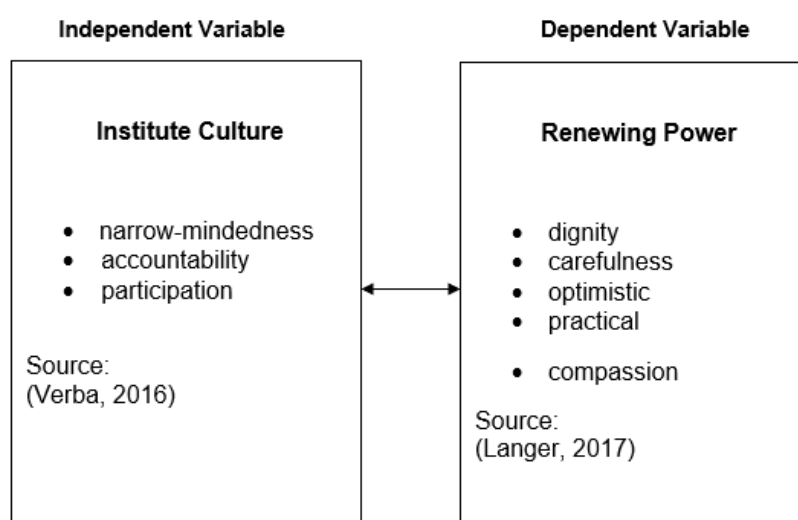 Independent Variable
Institute Culture
• narrow-mindedness
• accountability
• participation
Source:
(Verba, 2016)
Dependent Variable
Renewing Power
• dignity
• carefulness
• optimistic
• practical
• compassion
Source:
(Langer, 2017)